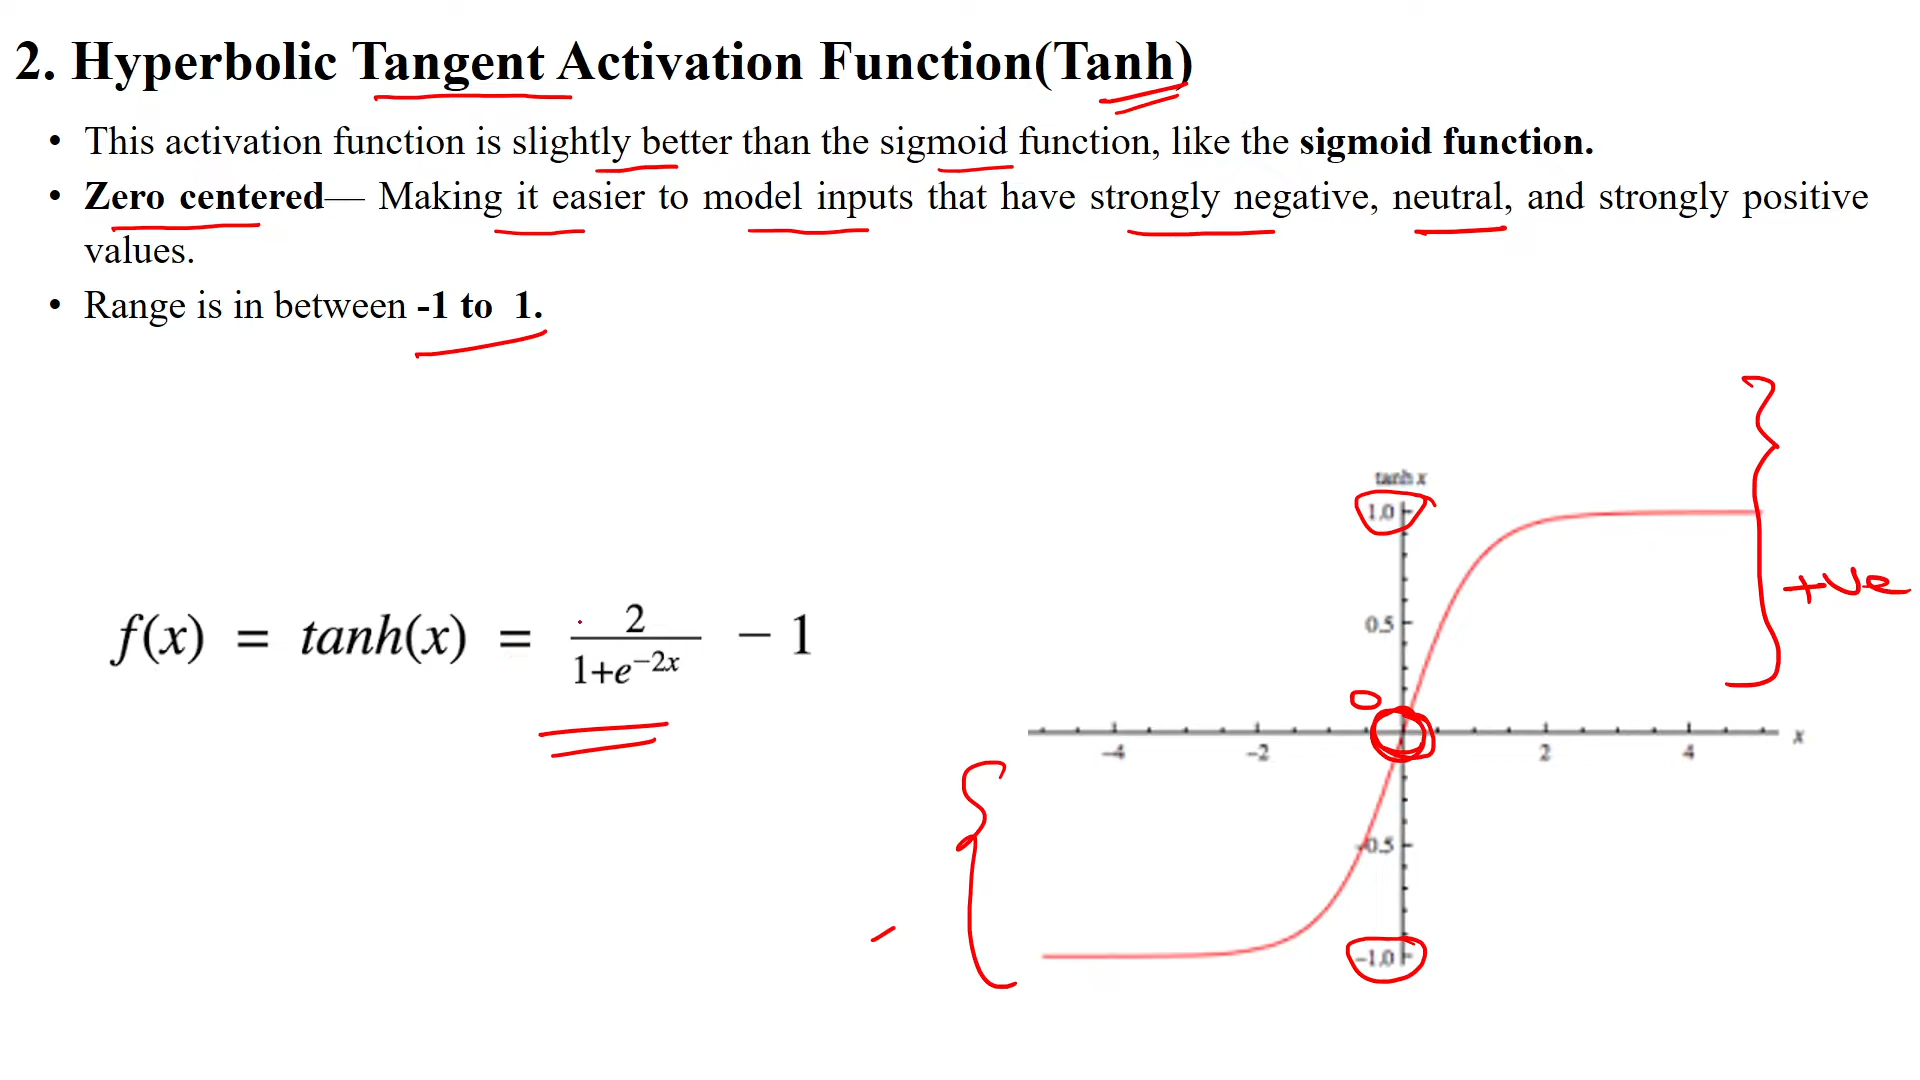 2. Hyperbolic Tangent Activation Function(Tanh)
• This activation function is slightly better than the sigmoid function, like the sigmoid function.
• Zero centered— Making it easier to model inputs that have strongly negative, neutral, and strongly positive
values.
• Range is in between -1 to 1.
tanh x
1.0
+ve
f(x) = tanh(x) = 2/(1+e^{-2x}) − 1
0.5
0
-4 -2 2 4 x
-0.5
-
-1.0